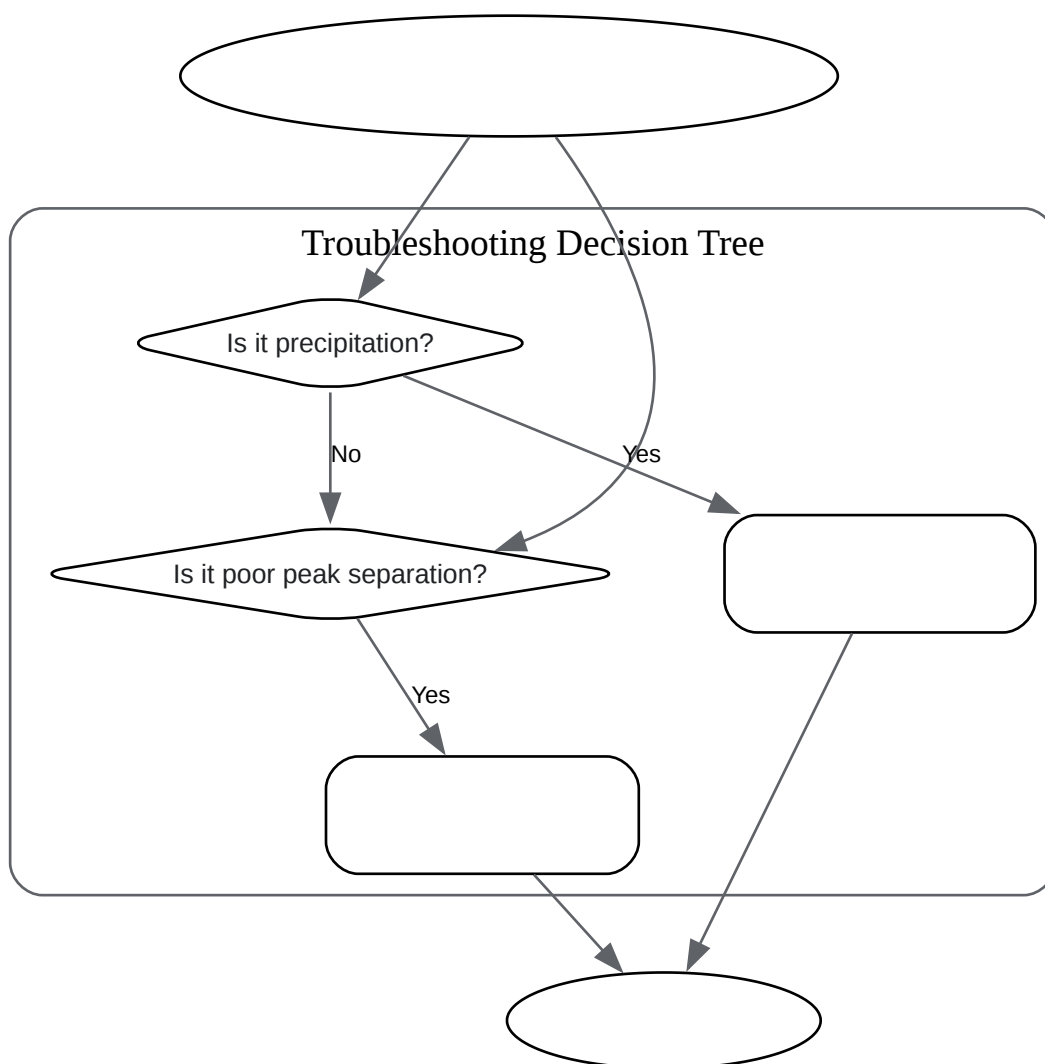 Troubleshooting Decision Tree
Is it precipitation?
No
Yes
Is it poor peak separation?
Yes